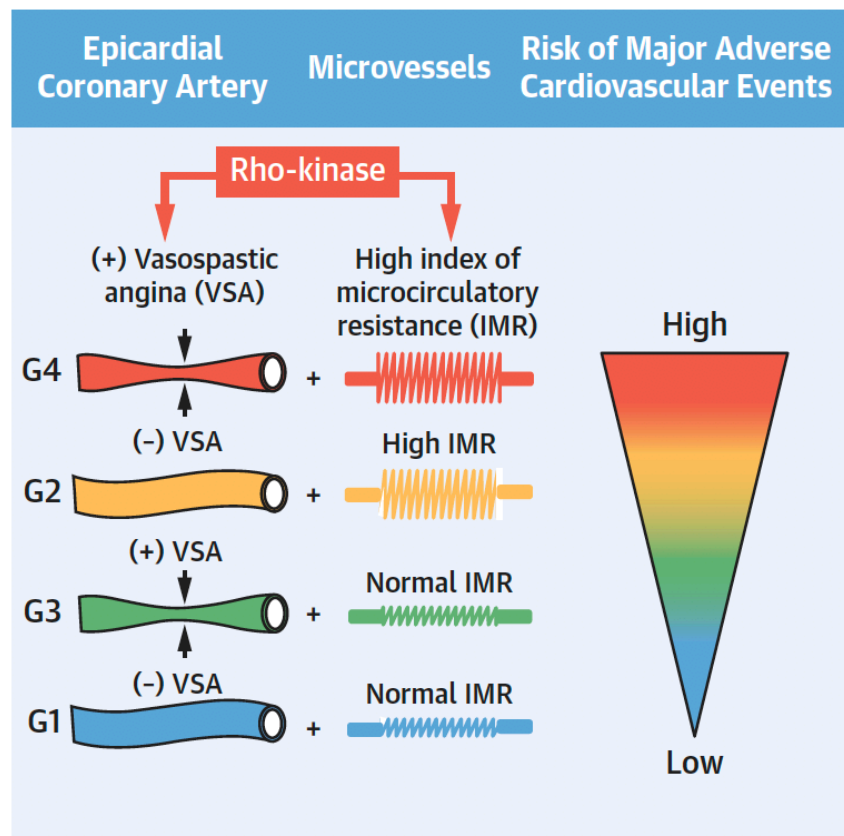 Epicardial
Coronary Artery
Microvessels
Risk of Major Adverse
Cardiovascular Events
Rho-kinase
(+) Vasospastic
angina (VSA)
High index of
microcirculatory
resistance (IMR)
High
G4
+
(–) VSA
High IMR
G2
+
(+) VSA
Normal IMR
G3
+
(–) VSA
Normal IMR
G1
+
Low